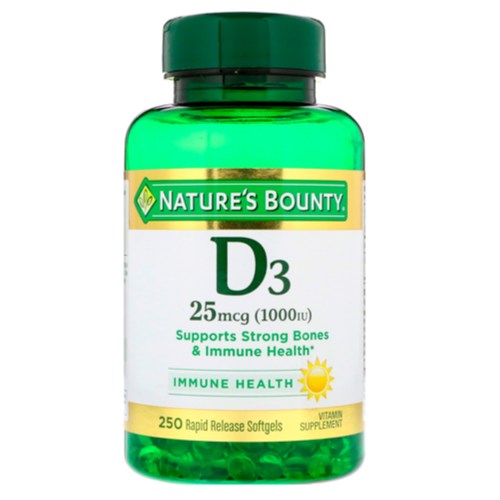 NATURE'S BOUNTY®
D3
25mcg (1000IU)
Supports Strong Bones
& Immune Health*
IMMUNE HEALTH
250 Rapid Release Softgels
VITAMIN
SUPPLEMENT